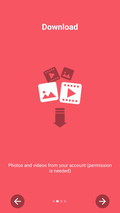 Download
Photos and videos from your account (permission
is needed)